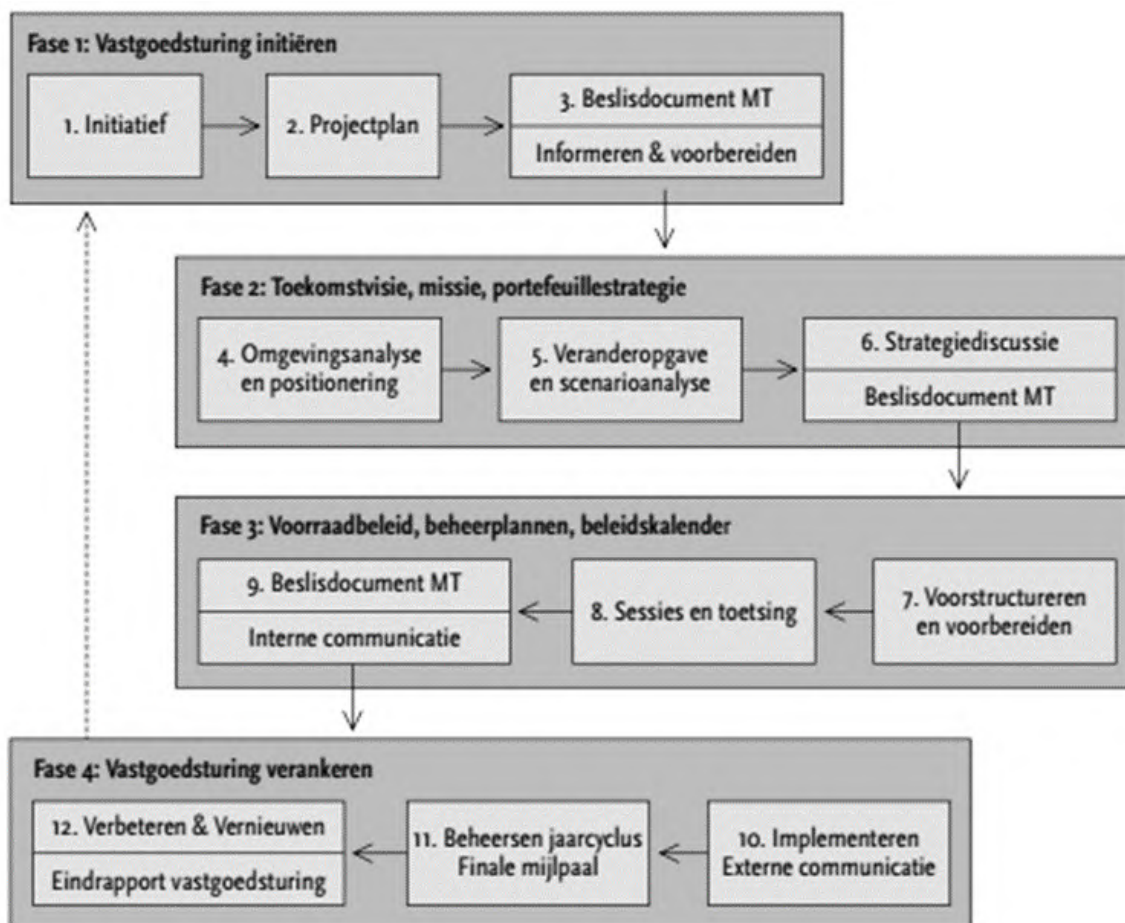 Fase 1: Vastgoedsturing initiëren
1. Initiatief
2. Projectplan
3. Beslisdocument MT
Informeren & voorbereiden
Fase 2: Toekomstvisie, missie, portefeuillestrategie
4. Omgevingsanalyse
en positionering
5. Veranderopgave
en scenarioanalyse
6. Strategiediscussie
Beslisdocument MT
Fase 3: Voorraadbeleid, beheerplannen, beleidskalender
9. Beslisdocument MT
Interne communicatie
8. Sessies en toetsing
7. Voorstructureren
en voorbereiden
Fase 4: Vastgoedsturing verankeren
12. Verbeteren & Vernieuwen
Eindrapport vastgoedsturing
11. Beheersen jaarcyclus
Finale mijlpaal
10. Implementeren
Externe communicatie